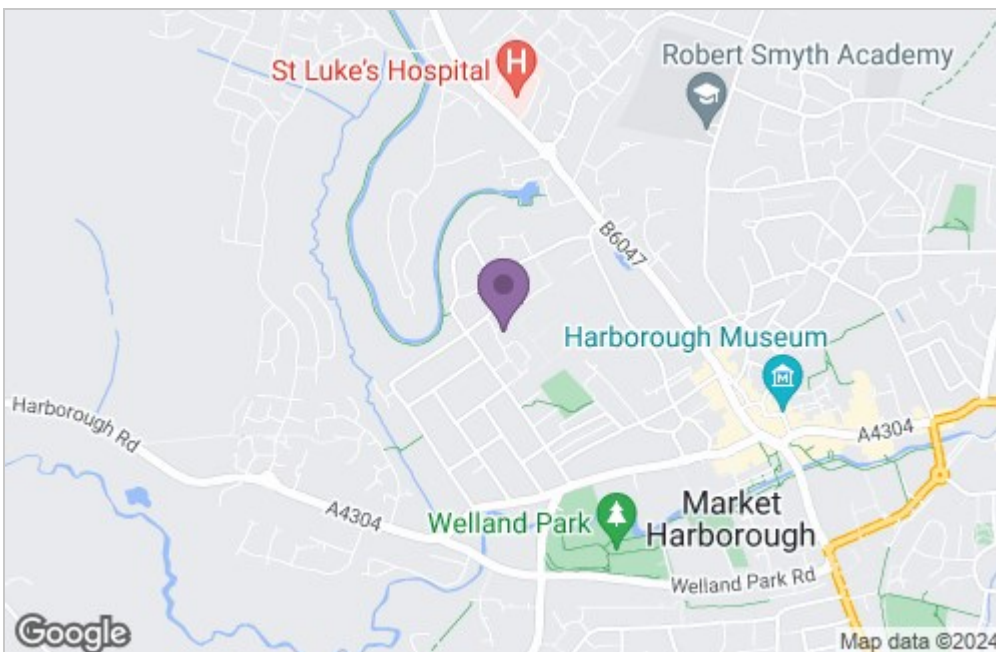 St Luke's Hospital
H
Robert Smyth Academy
B6047
Harborough Museum
M
Harborough Rd
A4304
A4304
Welland Park
Market
Harborough
Welland Park Rd
Google
Map data ©2024